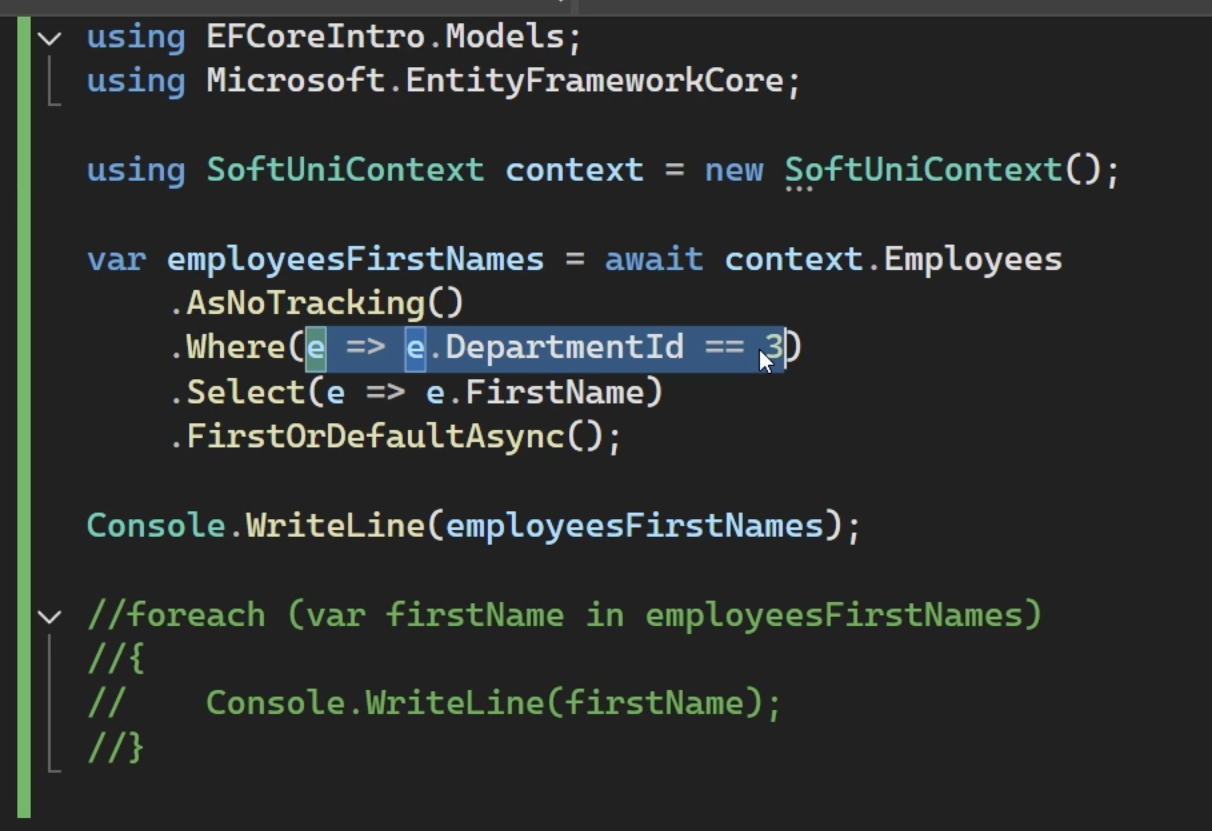 using EFCoreIntro.Models;
using Microsoft.EntityFrameworkCore;
using SoftUniContext context = new SoftUniContext();
var employeesFirstNames = await context.Employees
.AsNoTracking()
.Where(e => e.DepartmentId == 3)
.Select(e => e.FirstName)
.FirstOrDefaultAsync();
Console.WriteLine(employeesFirstNames);
//foreach (var firstName in employeesFirstNames)
//{
//    Console.WriteLine(firstName);
//}